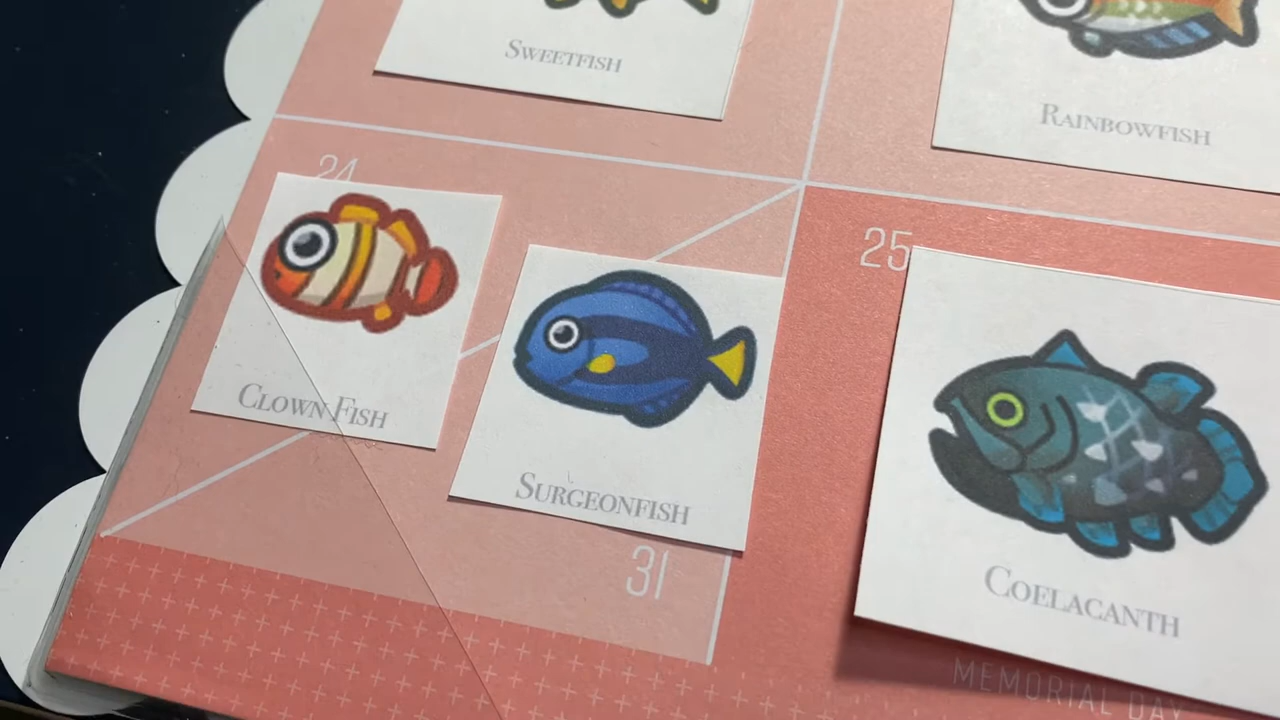 Sweetfish
Rainbowfish
24
Clown Fish
Surgeonfish
31
25
Coelacanth
MEMORIAL DAY